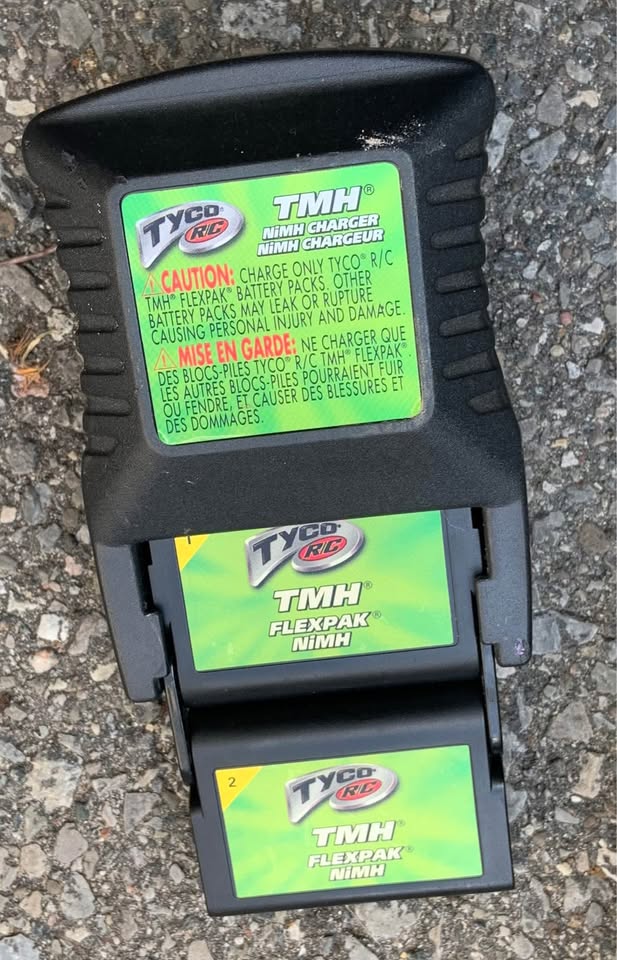 TYCO®
R/C
TMH®
NiMH CHARGER
NiMH CHARGEUR
CAUTION: CHARGE ONLY TYCO® R/C
TMH® FLEXPAK® BATTERY PACKS. OTHER
BATTERY PACKS MAY LEAK OR RUPTURE
CAUSING PERSONAL INJURY AND DAMAGE.
MISE EN GARDE: NE CHARGER QUE
DES BLOCS-PILES TYCO® R/C TMH® FLEXPAK®.
LES AUTRES BLOCS-PILES POURRAIENT FUIR
OU FENDRE, ET CAUSER DES BLESSURES ET
DES DOMMAGES.
1
TYCO®
R/C
TMH®
FLEXPAK®
NiMH
2
TYCO®
R/C
TMH®
FLEXPAK®
NiMH